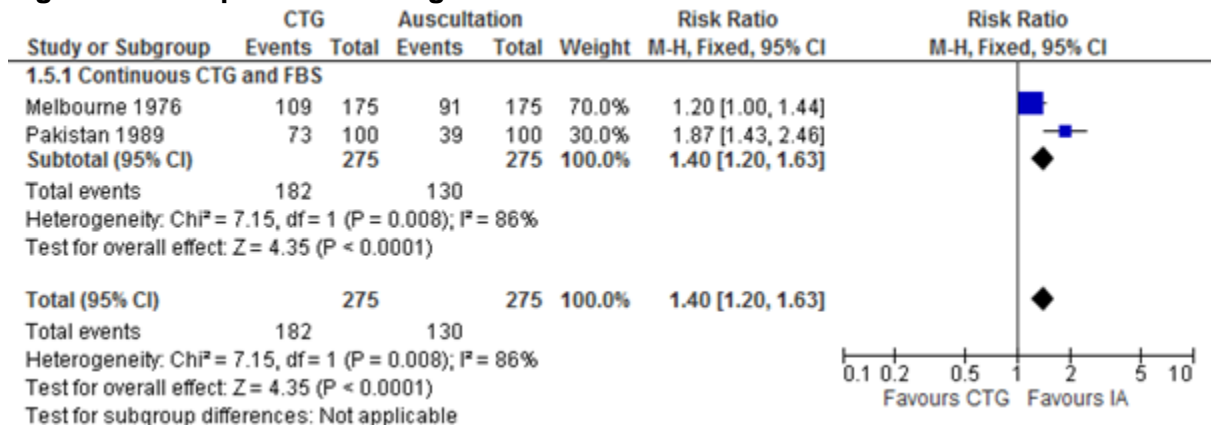 CTG Auscultation Risk Ratio Risk Ratio
Study or Subgroup Events Total Events Total Weight M-H, Fixed, 95% CI M-H, Fixed, 95% CI
1.5.1 Continuous CTG and FBS
Melbourne 1976 109 175 91 175 70.0% 1.20 [1.00, 1.44]
Pakistan 1989 73 100 39 100 30.0% 1.87 [1.43, 2.46]
Subtotal (95% CI) 275 275 100.0% 1.40 [1.20, 1.63]
Total events 182 130
Heterogeneity: Chi² = 7.15, df = 1 (P = 0.008); I² = 86%
Test for overall effect: Z = 4.35 (P < 0.0001)
Total (95% CI) 275 275 100.0% 1.40 [1.20, 1.63]
Total events 182 130
Heterogeneity: Chi² = 7.15, df = 1 (P = 0.008); I² = 86%
Test for overall effect: Z = 4.35 (P < 0.0001)
Test for subgroup differences: Not applicable
0.1 0.2 0.5 1 2 5 10
Favours CTG Favours IA